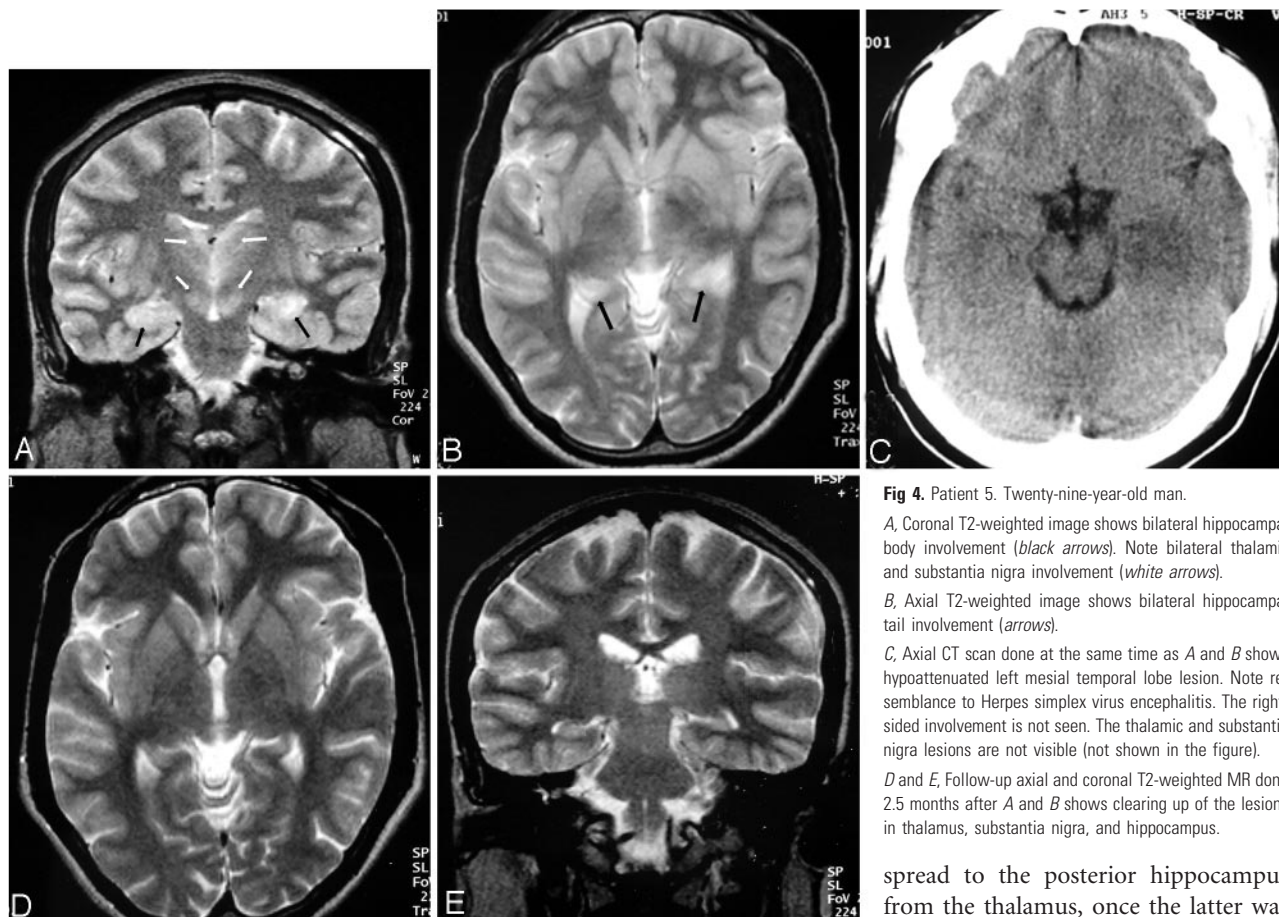 01
AH3 5 H-SP-CR V
001
SP
SL
FoV 2
224
Cor
W
A
SP
SL
FoV
224
Tra
B
C
i
SP
SL
Fo
22
Tra
D
H-SP
+
i
SP
SL
FoV
224
E
Fig 4. Patient 5. Twenty-nine-year-old man.
A, Coronal T2-weighted image shows bilateral hippocampa
body involvement (black arrows). Note bilateral thalami
and substantia nigra involvement (white arrows).
B, Axial T2-weighted image shows bilateral hippocampa
tail involvement (arrows).
C, Axial CT scan done at the same time as A and B show
hypoattenuated left mesial temporal lobe lesion. Note re
semblance to Herpes simplex virus encephalitis. The right
sided involvement is not seen. The thalamic and substanti
nigra lesions are not visible (not shown in the figure).
D and E, Follow-up axial and coronal T2-weighted MR don
2.5 months after A and B shows clearing up of the lesion
in thalamus, substantia nigra, and hippocampus.
spread to the posterior hippocampu
from the thalamus, once the latter wa